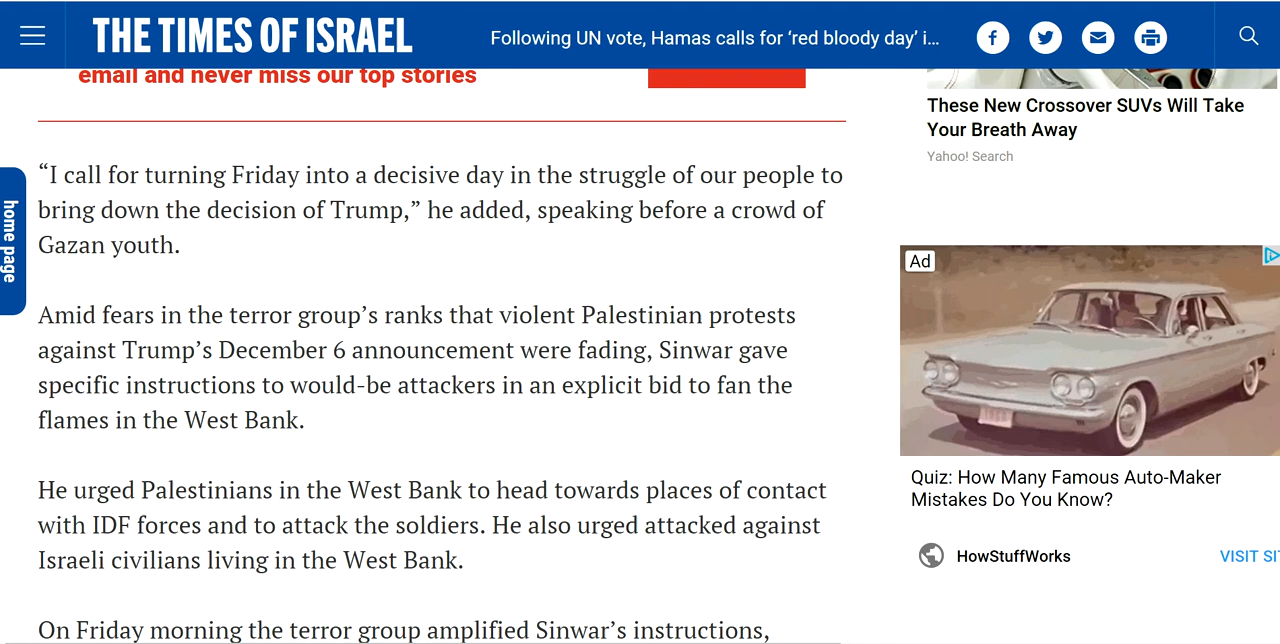 THE TIMES OF ISRAEL
Following UN vote, Hamas calls for ‘red bloody day’ i...
email and never miss our top stories
home page
“I call for turning Friday into a decisive day in the struggle of our people to
bring down the decision of Trump,” he added, speaking before a crowd of
Gazan youth.
Amid fears in the terror group’s ranks that violent Palestinian protests
against Trump’s December 6 announcement were fading, Sinwar gave
specific instructions to would-be attackers in an explicit bid to fan the
flames in the West Bank.
He urged Palestinians in the West Bank to head towards places of contact
with IDF forces and to attack the soldiers. He also urged attacked against
Israeli civilians living in the West Bank.
On Friday morning the terror group amplified Sinwar’s instructions,
These New Crossover SUVs Will Take
Your Breath Away
Yahoo! Search
Ad
Quiz: How Many Famous Auto-Maker
Mistakes Do You Know?
HowStuffWorks
VISIT SI